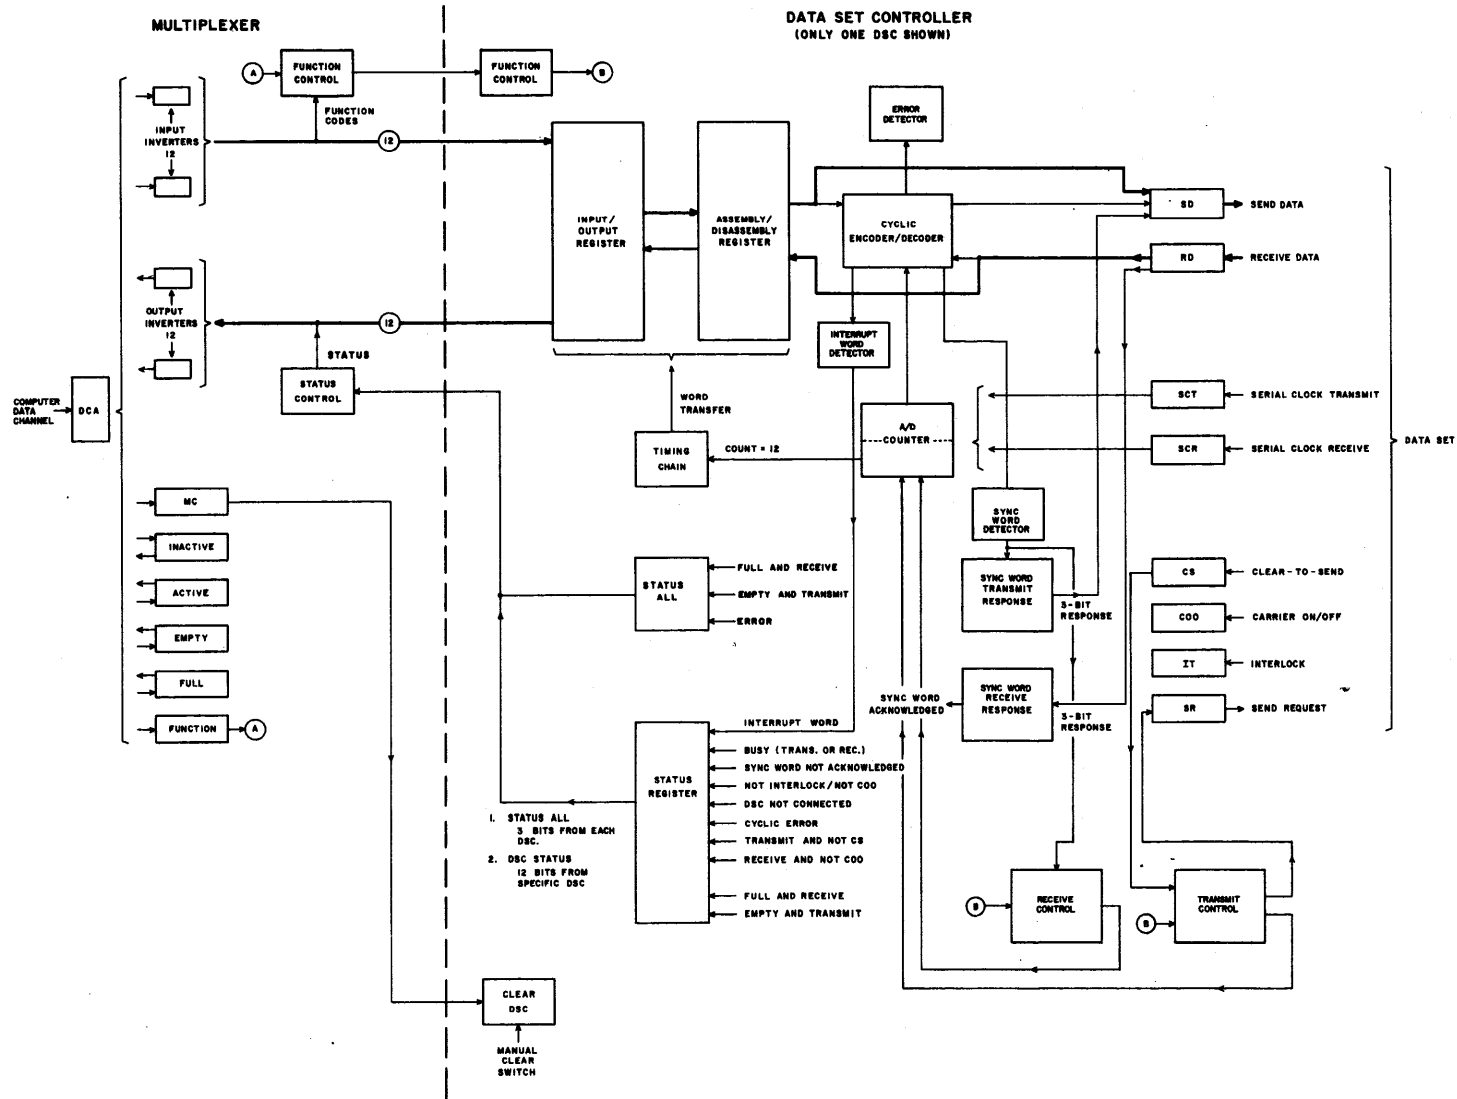 MULTIPLEXER
DATA SET CONTROLLER
(ONLY ONE DSC SHOWN)
A
FUNCTION
CONTROL
FUNCTION
CONTROL
B
FUNCTION
CODES
INPUT
INVERTERS
12
12
ERROR
DETECTOR
INPUT/
OUTPUT
REGISTER
ASSEMBLY/
DISASSEMBLY
REGISTER
CYCLIC
ENCODER/DECODER
SD
SEND DATA
RD
RECEIVE DATA
OUTPUT
INVERTERS
12
12
STATUS
STATUS
CONTROL
INTERRUPT
WORD
DETECTOR
COMPUTER
DATA
CHANNEL
DCA
WORD
TRANSFER
TIMING
CHAIN
COUNT = 12
A/D
COUNTER
SCT
SERIAL CLOCK TRANSMIT
SCR
SERIAL CLOCK RECEIVE
DATA SET
MC
INACTIVE
ACTIVE
EMPTY
FULL
FUNCTION
A
SYNC
WORD
DETECTOR
STATUS
ALL
FULL AND RECEIVE
EMPTY AND TRANSMIT
ERROR
SYNC WORD
TRANSMIT
RESPONSE
3-BIT
RESPONSE
CS
CLEAR-TO-SEND
COO
CARRIER ON/OFF
IT
INTERLOCK
SR
SEND REQUEST
SYNC WORD
ACKNOWLEDGED
SYNC WORD
RECEIVE
RESPONSE
3-BIT
RESPONSE
STATUS
REGISTER
INTERRUPT WORD
BUSY (TRANS. OR REC.)
SYNC WORD NOT ACKNOWLEDGED
NOT INTERLOCK/NOT COO
DSC NOT CONNECTED
CYCLIC ERROR
TRANSMIT AND NOT CS
RECEIVE AND NOT COO
FULL AND RECEIVE
EMPTY AND TRANSMIT
1. STATUS ALL
3 BITS FROM EACH
DSC.
2. DSC STATUS
12 BITS FROM
SPECIFIC DSC
B
RECEIVE
CONTROL
B
TRANSMIT
CONTROL
CLEAR
DSC
MANUAL
CLEAR
SWITCH